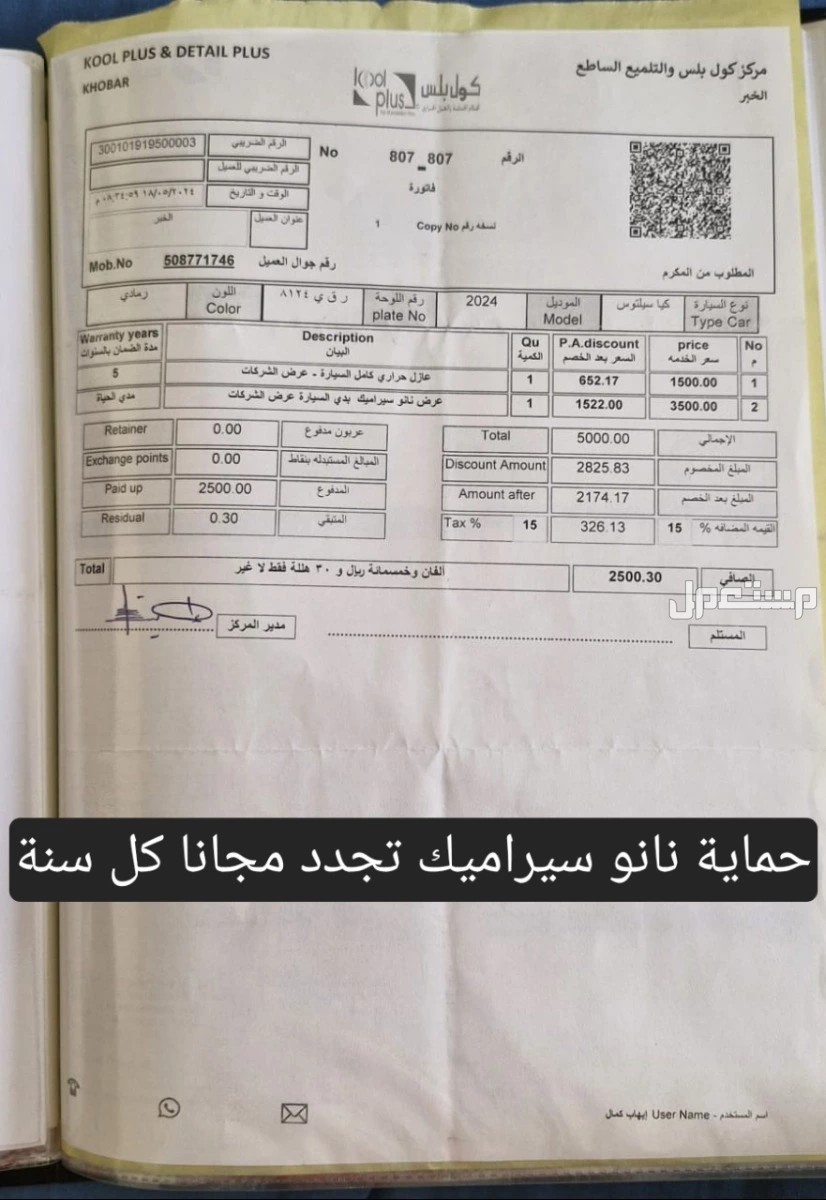 KOOL PLUS & DETAIL PLUS
KHOBAR
مركز كول بلس والتلميع الساطع
الخبر
Kool plus
كول بلس
300101919500003 الرقم الضريبي
الرقم الضريبي للعميل
١٨/٠٥/٢٠٢٤ ٠٨:٣٤:٥٩ م الوقت و التاريخ
الخبر عنوان العميل
No 807_807 الرقم
فاتورة
1 Copy No نسخه رقم
Mob.No 508771746 رقم جوال العميل
المطلوب من المكرم
نوع السيارة Type Car كيا سيلتوس الموديل Model 2024 رقم اللوحة plate No ر ق ي ٨١٢٤ اللون Color رمادي
Warranty years مدة الضمان بالسنوات Description البيان Qu الكمية P.A.discount السعر بعد الخصم price سعر الخدمه No م
5 عازل حراري كامل السيارة - عرض الشركات 1 652.17 1500.00 1
مدي الحياة عرض نانو سيراميك بدي السيارة عرض الشركات 1 1522.00 3500.00 2
Retainer 0.00 عربون مدفوع
Exchange points 0.00 المبالغ المستبدله بنقاط
Paid up 2500.00 المدفوع
Residual 0.30 المتبقي
Total 5000.00 الإجمالي
Discount Amount 2825.83 المبلغ المخصوم
Amount after 2174.17 المبلغ بعد الخصم
Tax % 15 326.13 15 القيمه المضافه %
Total ألفان وخمسمائة ريال و ٣٠ هللة فقط لا غير 2500.30 الصافي
مستعمل
مدير المركز
المستلم
حماية نانو سيراميك تجدد مجانا كل سنة
اسم المستخدم - User Name إيهاب كمال